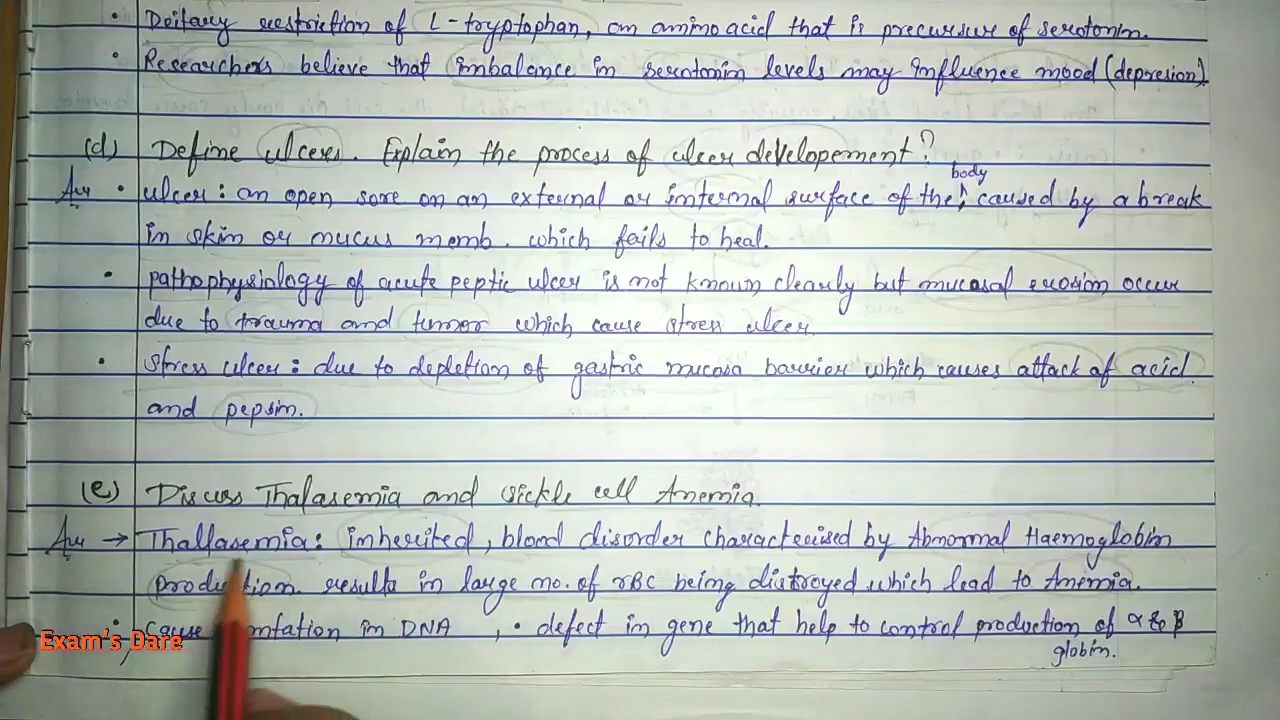 • Deitary restriction of L-tryptophan, an amino acid that is precursur of serotonin.
• Researchers believe that imbalance in serotonin levels may influence mood (depresion)
(d) Define ulcers. Explain the process of ulcer developement?
body
Ans • ulcer: an open sore on an external or internal surface of the, caused by a break
in skin or mucus memb. which fails to heal.
• pathophysiology of acute peptic ulcer is not known clearly but mucosal erosion occur
due to trauma and tumor which cause stress ulcer.
• Stress ulcer: due to depletion of gastric mucosa barrier which causes attack of acid
and pepsin.
(e) Discuss Thalasemia and sickle cell Anemia.
Ans → Thallasemia: inherited, blood disorder characterised by Abnormal Haemoglobin
production results in large no. of RBC being distroyed which lead to Anemia.
• cause in DNA, • defect in gene that help to control production of α & β
globin.
Exam's Dare